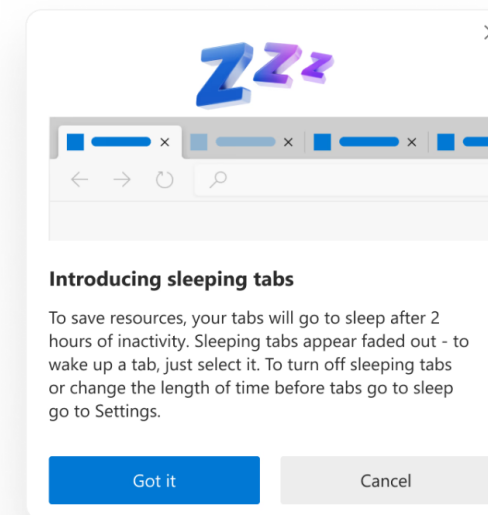 Zzz
Introducing sleeping tabs
To save resources, your tabs will go to sleep after 2
hours of inactivity. Sleeping tabs appear faded out - to
wake up a tab, just select it. To turn off sleeping tabs
or change the length of time before tabs go to sleep
go to Settings.
Got it
Cancel